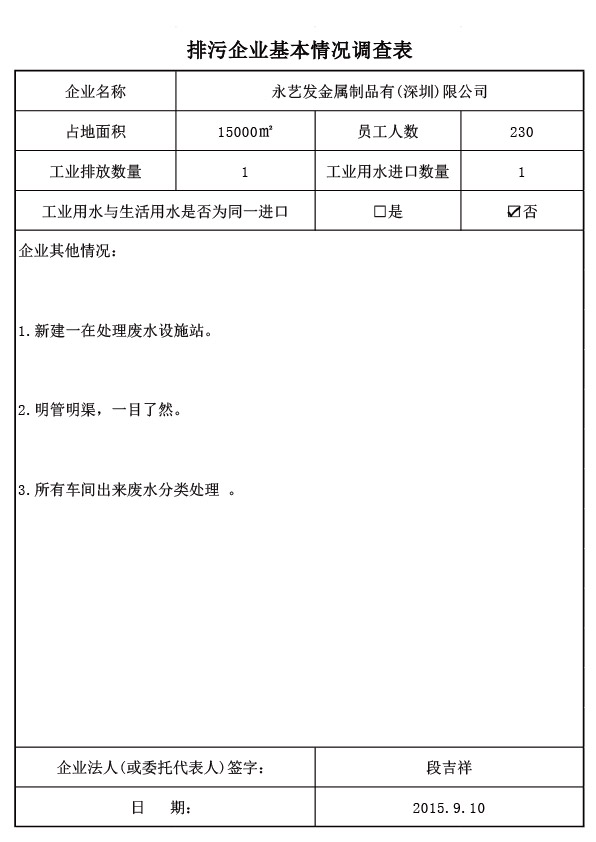 排污企业基本情况调查表
企业名称 永艺发金属制品有(深圳)限公司
占地面积 15000㎡ 员工人数 230
工业排放数量 1 工业用水进口数量 1
工业用水与生活用水是否为同一进口 ☐是 ☑否
企业其他情况：
1.新建一在处理废水设施站。
2.明管明渠，一目了然。
3.所有车间出来废水分类处理 。
企业法人(或委托代表人)签字： 段吉祥
日 期： 2015.9.10